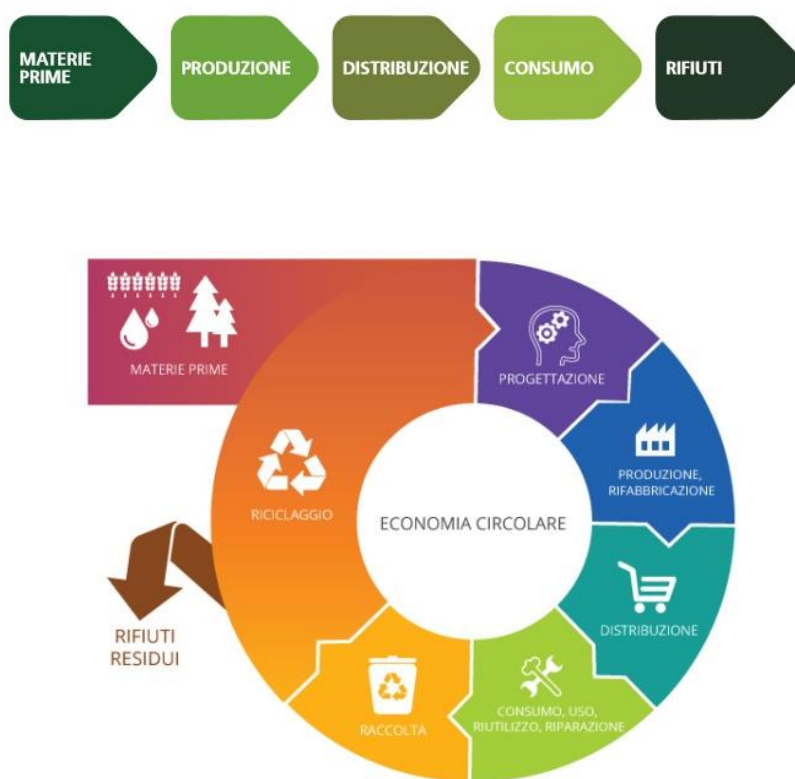 MATERIE
PRIME
PRODUZIONE
DISTRIBUZIONE
CONSUMO
RIFIUTI
MATERIE PRIME
PROGETTAZIONE
PRODUZIONE,
RIFABBRICAZIONE
RICICLAGGIO
ECONOMIA CIRCOLARE
DISTRIBUZIONE
RIFIUTI
RESIDUI
CONSUMO, USO,
RIUTILIZZO, RIPARAZIONE
RACCOLTA